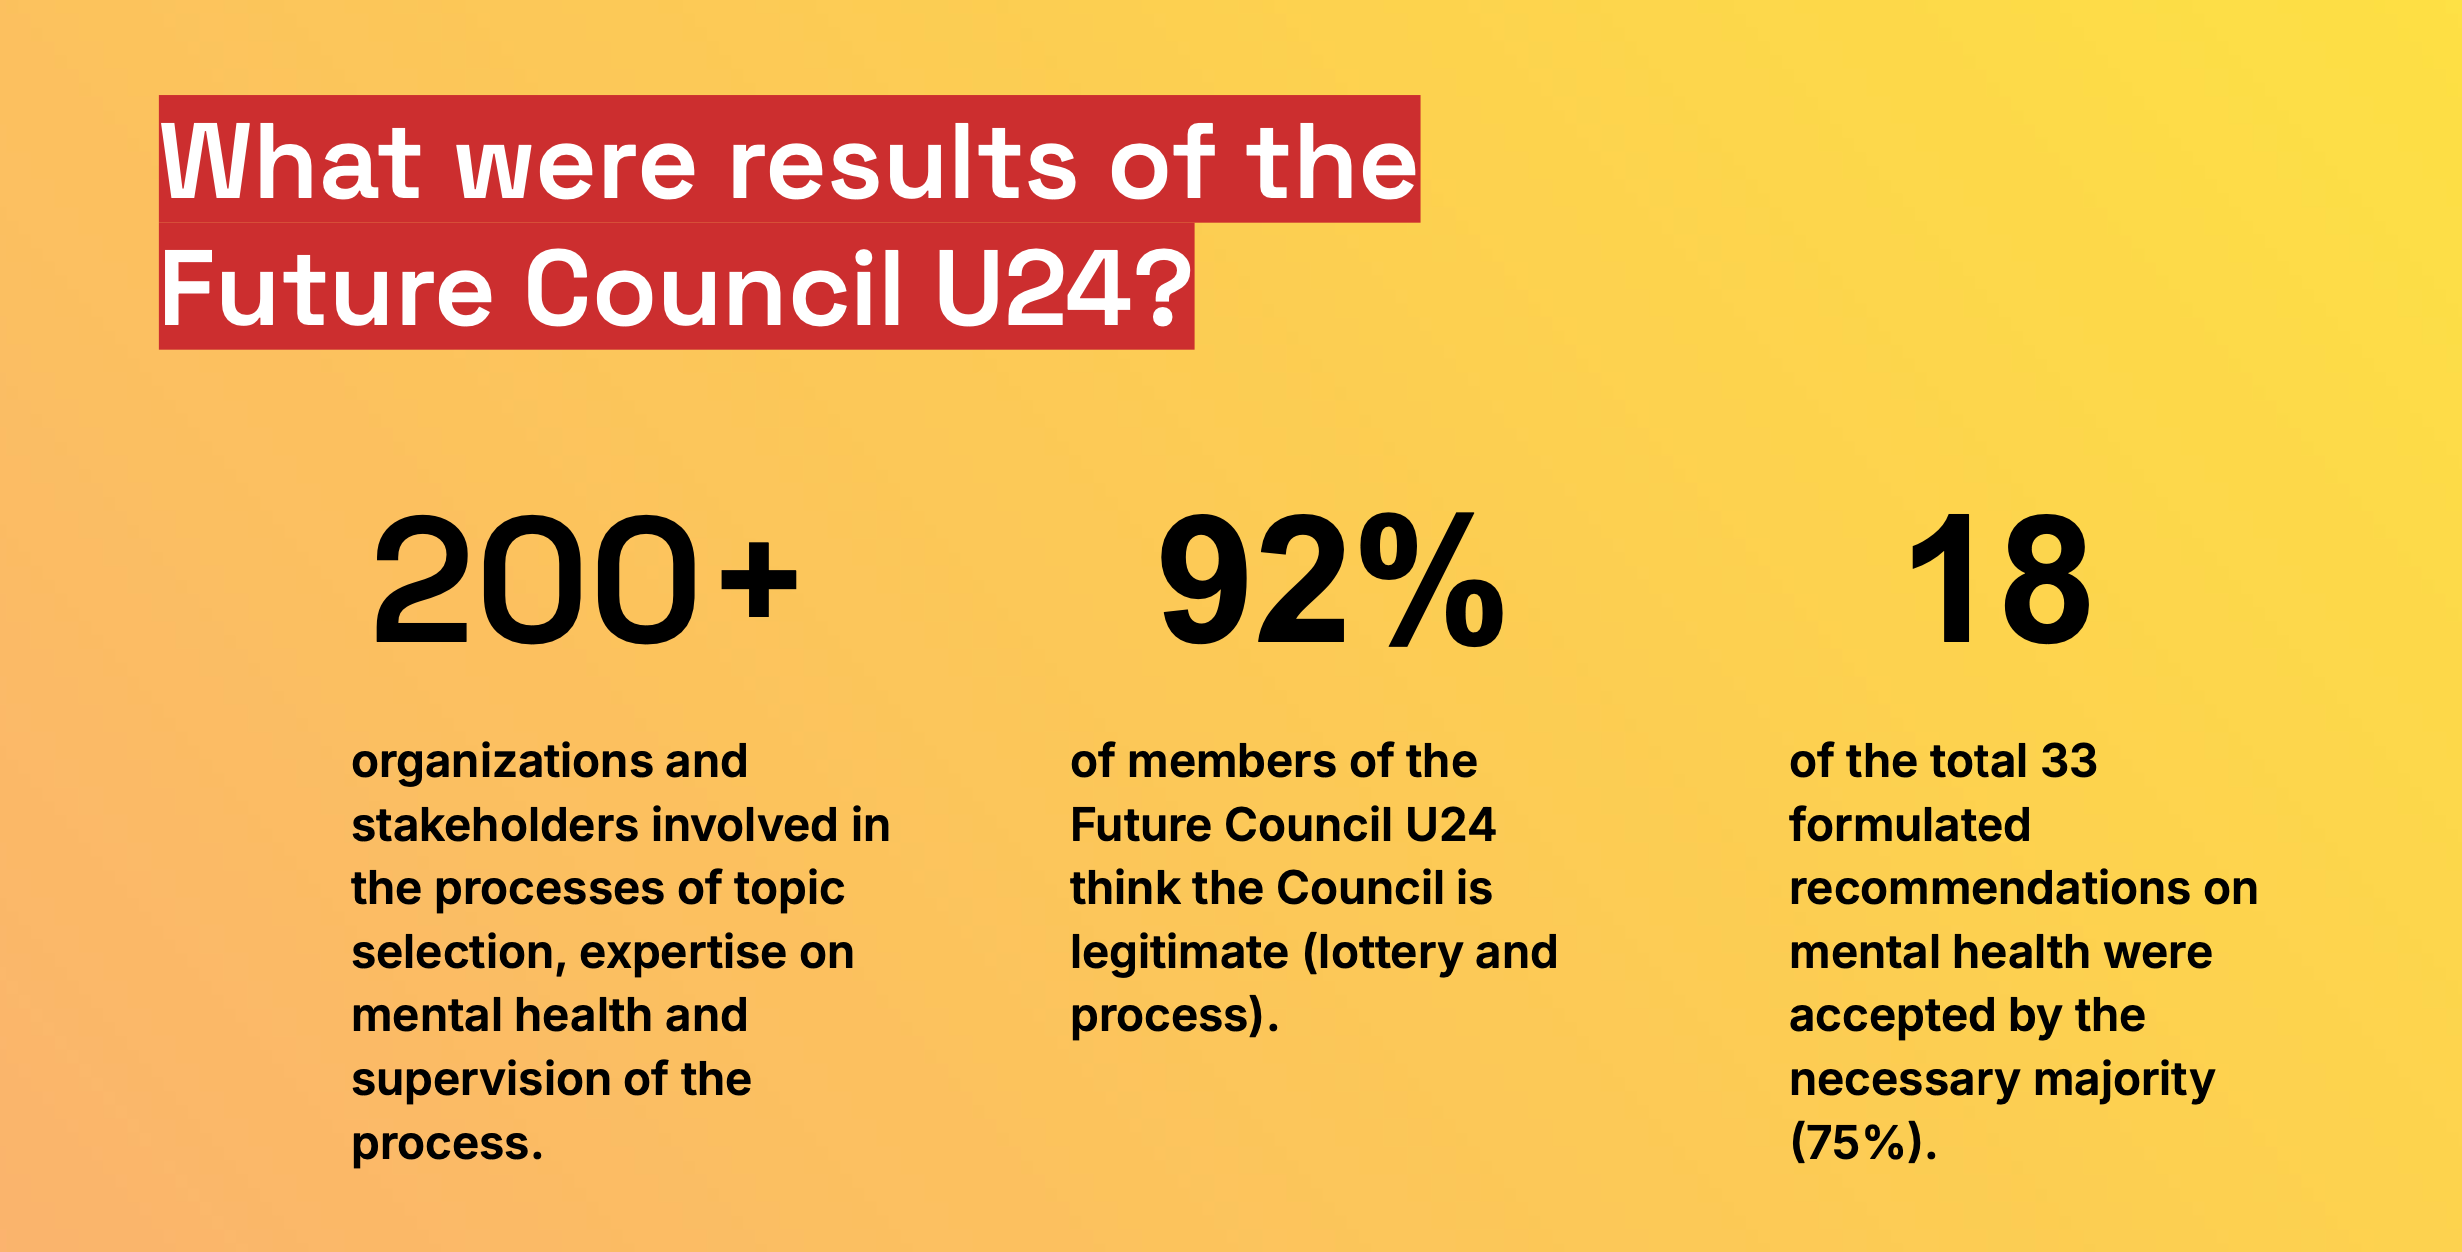 What were results of the
Future Council U24?
200+
organizations and
stakeholders involved in
the processes of topic
selection, expertise on
mental health and
supervision of the
process.
92%
of members of the
Future Council U24
think the Council is
legitimate (lottery and
process).
18
of the total 33
formulated
recommendations on
mental health were
accepted by the
necessary majority
(75%).